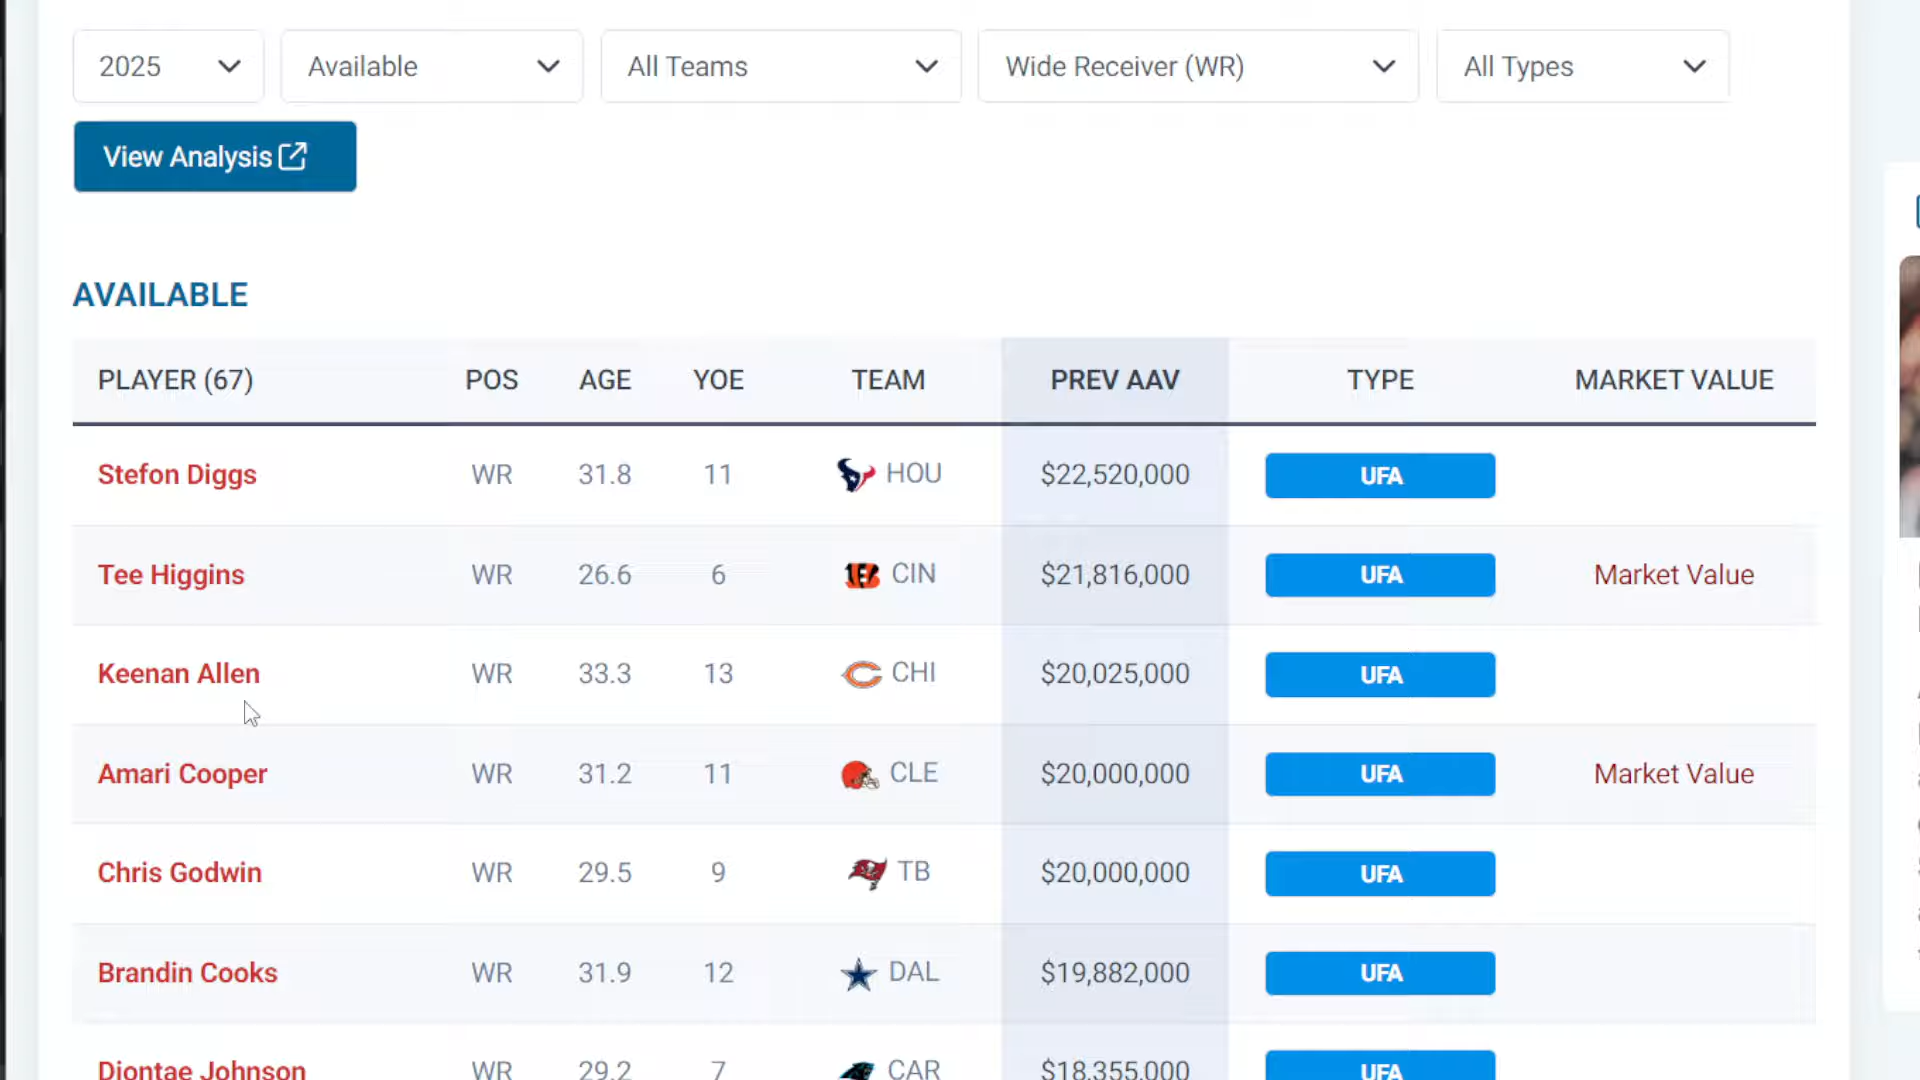 2025 Available All Teams Wide Receiver (WR) All Types
View Analysis
AVAILABLE
PLAYER (67) POS AGE YOE TEAM PREV AAV TYPE MARKET VALUE
Stefon Diggs WR 31.8 11 HOU $22,520,000 UFA
Tee Higgins WR 26.6 6 CIN $21,816,000 UFA Market Value
Keenan Allen WR 33.3 13 CHI $20,025,000 UFA
Amari Cooper WR 31.2 11 CLE $20,000,000 UFA Market Value
Chris Godwin WR 29.5 9 TB $20,000,000 UFA
Brandin Cooks WR 31.9 12 DAL $19,882,000 UFA
Diontae Johnson WR 29.2 7 CAR $18,355,000 UFA